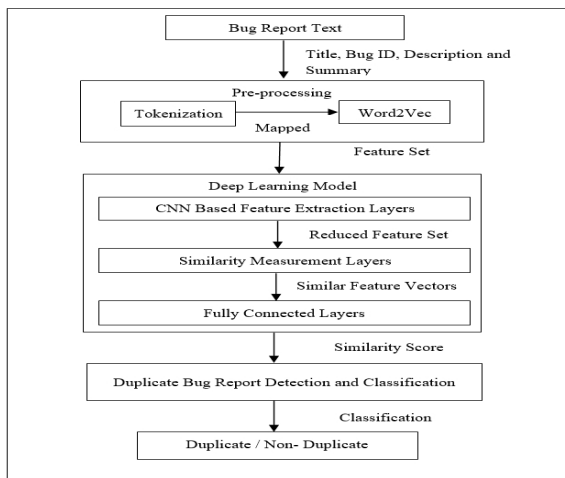 Bug Report Text
Title, Bug ID, Description and
Summary
Pre-processing
Tokenization
Word2Vec
Mapped
Feature Set
Deep Learning Model
CNN Based Feature Extraction Layers
Reduced Feature Set
Similarity Measurement Layers
Similar Feature Vectors
Fully Connected Layers
Similarity Score
Duplicate Bug Report Detection and Classification
Classification
Duplicate / Non- Duplicate